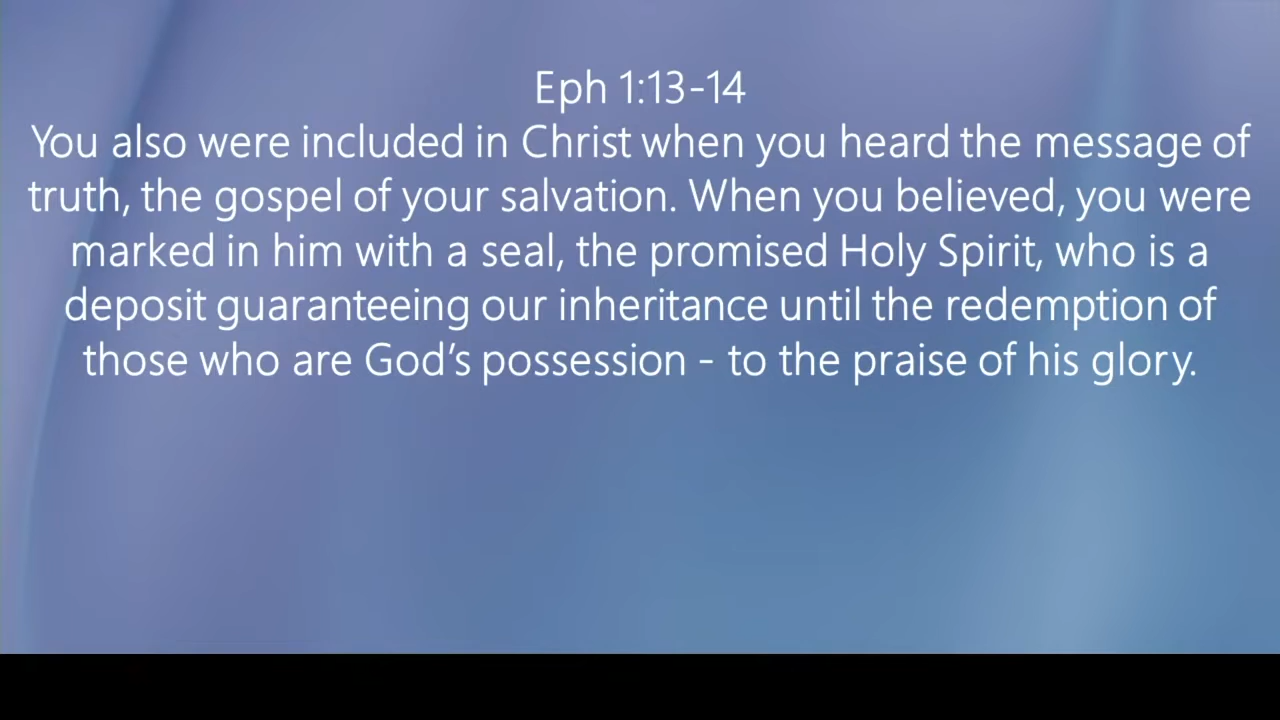 Eph 1:13-14
You also were included in Christ when you heard the message of
truth, the gospel of your salvation. When you believed, you were
marked in him with a seal, the promised Holy Spirit, who is a
deposit guaranteeing our inheritance until the redemption of
those who are God’s possession - to the praise of his glory.